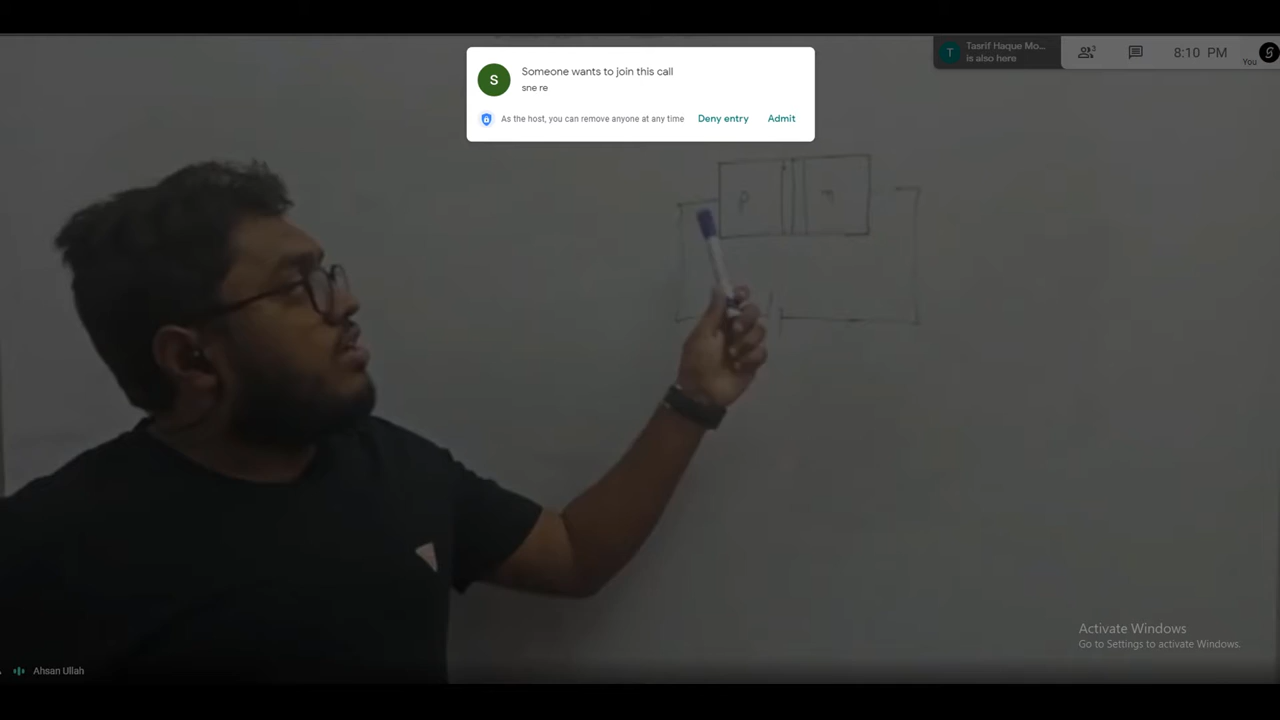 Someone wants to join this call
sne re
S
As the host, you can remove anyone at any time
Deny entry
Admit
T
Tasrif Haque Mo...
is also here
3
8:10 PM
You
P
n
Activate Windows
Go to Settings to activate Windows.
Ahsan Ullah